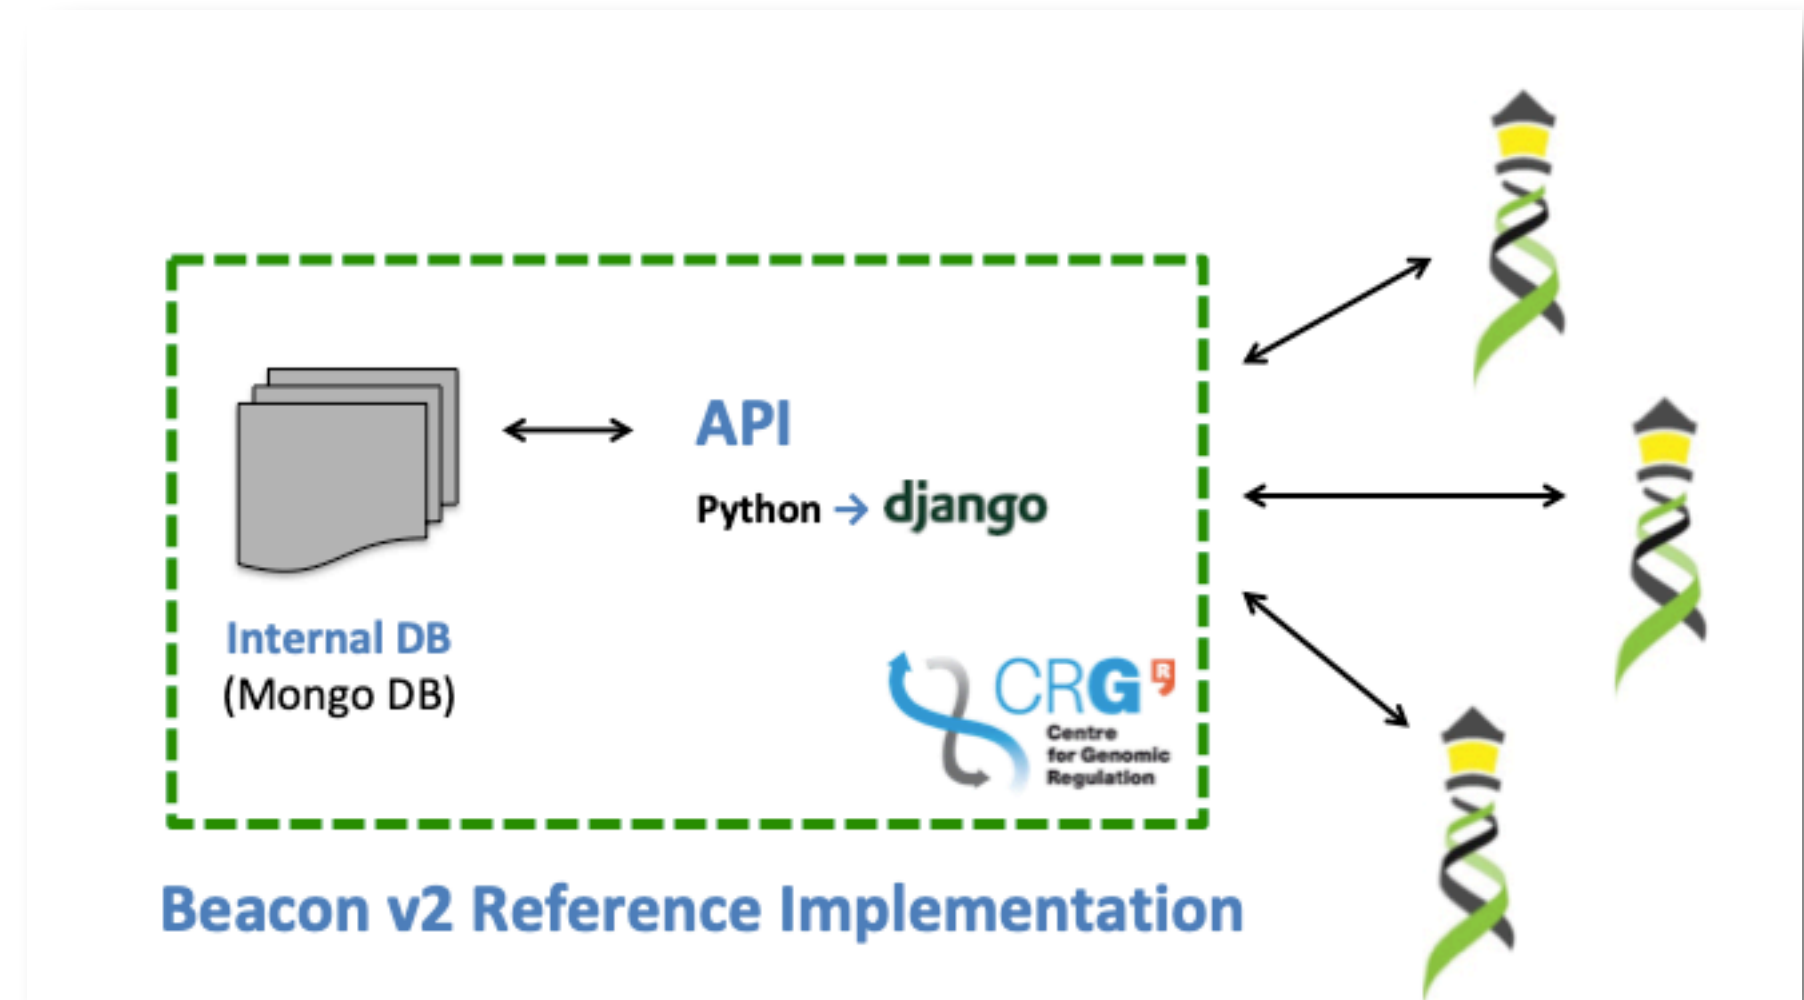 API
Python → django
Internal DB
(Mongo DB)
CRG R
Centre
for Genomic
Regulation
Beacon v2 Reference Implementation